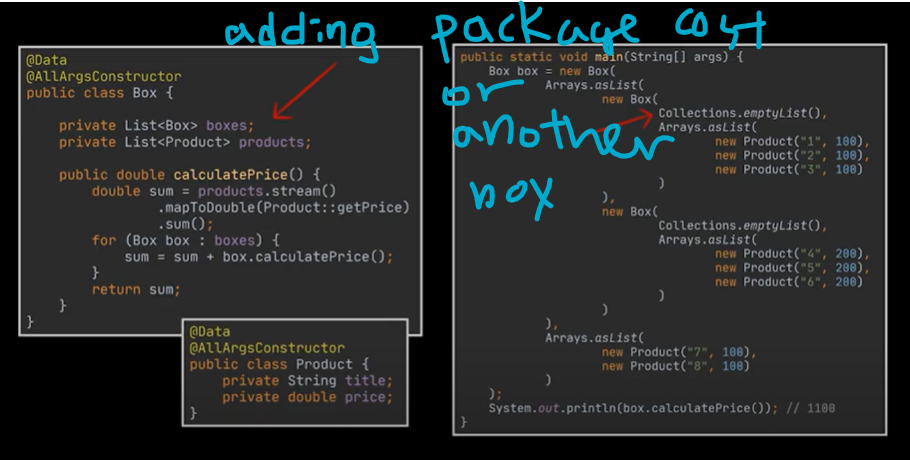 adding package cost
or
another
box
@Data
@AllArgsConstructor
public class Box {
private List<Box> boxes;
private List<Product> products;
public double calculatePrice() {
double sum = products.stream()
.mapToDouble(Product::getPrice)
.sum();
for (Box box : boxes) {
sum = sum + box.calculatePrice();
}
return sum;
}
}
@Data
@AllArgsConstructor
public class Product {
private String title;
private double price;
}
public static void main(String[] args) {
Box box = new Box(
Arrays.asList(
new Box(
Collections.emptyList(),
Arrays.asList(
new Product("1", 100),
new Product("2", 100),
new Product("3", 100)
)
),
new Box(
Collections.emptyList(),
Arrays.asList(
new Product("4", 200),
new Product("5", 200),
new Product("6", 200)
)
)
),
Arrays.asList(
new Product("7", 100),
new Product("8", 100)
)
);
System.out.println(box.calculatePrice()); // 1100
}